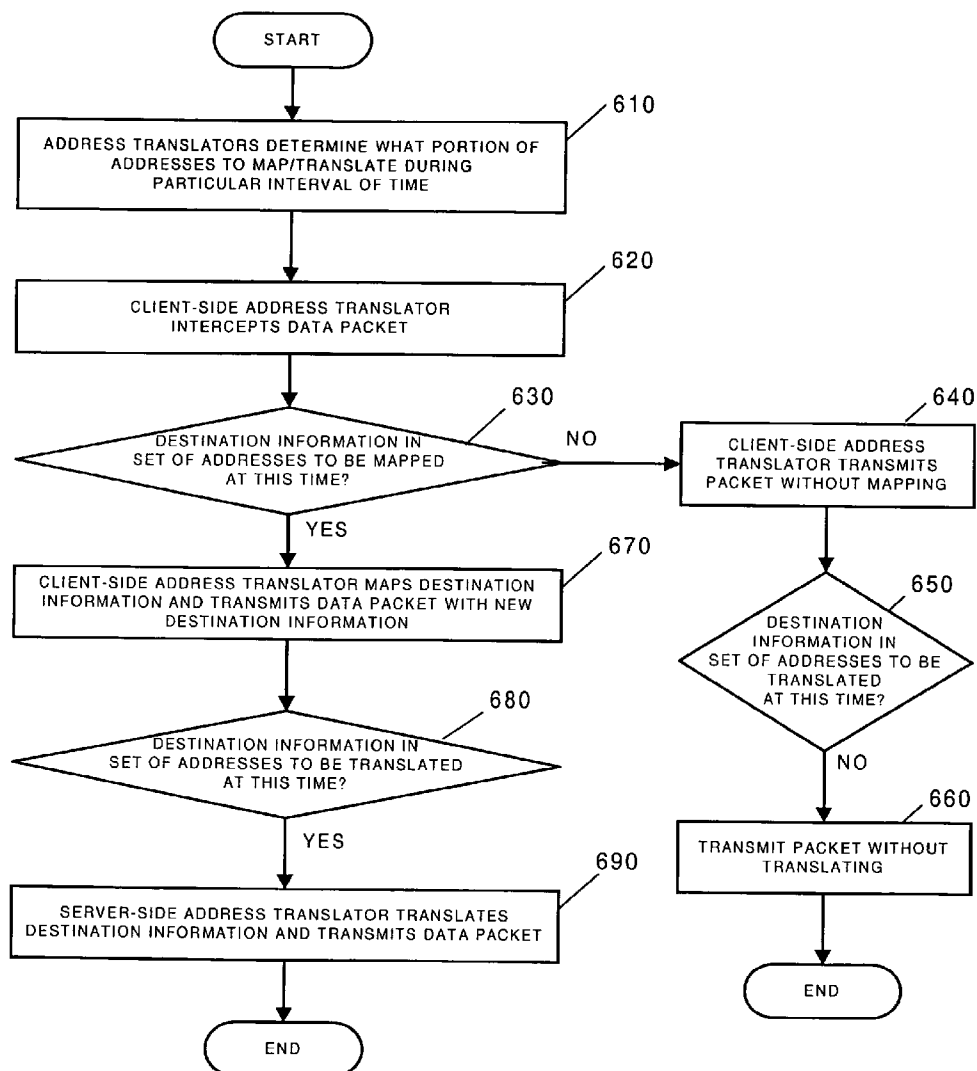 START
610
ADDRESS TRANSLATORS DETERMINE WHAT PORTION OF
ADDRESSES TO MAP/TRANSLATE DURING
PARTICULAR INTERVAL OF TIME
620
CLIENT-SIDE ADDRESS TRANSLATOR
INTERCEPTS DATA PACKET
630
DESTINATION INFORMATION IN
SET OF ADDRESSES TO BE MAPPED
AT THIS TIME?
NO
YES
640
CLIENT-SIDE ADDRESS
TRANSLATOR TRANSMITS
PACKET WITHOUT MAPPING
670
CLIENT-SIDE ADDRESS TRANSLATOR MAPS DESTINATION
INFORMATION AND TRANSMITS DATA PACKET WITH NEW
DESTINATION INFORMATION
650
DESTINATION
INFORMATION IN
SET OF ADDRESSES TO BE
TRANSLATED
AT THIS TIME?
NO
680
DESTINATION INFORMATION IN
SET OF ADDRESSES TO BE TRANSLATED
AT THIS TIME?
YES
660
TRANSMIT PACKET WITHOUT
TRANSLATING
690
SERVER-SIDE ADDRESS TRANSLATOR TRANSLATES
DESTINATION INFORMATION AND TRANSMITS DATA PACKET
END
END